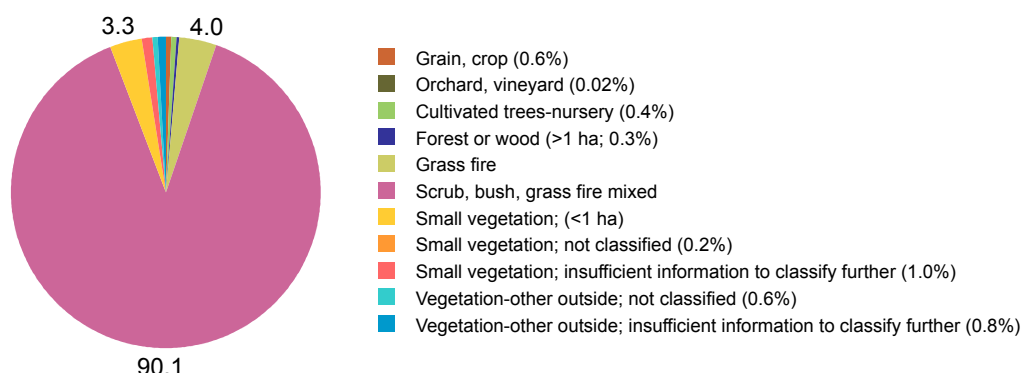 3.3
4.0
90.1
Grain, crop (0.6%)
Orchard, vineyard (0.02%)
Cultivated trees-nursery (0.4%)
Forest or wood (>1 ha; 0.3%)
Grass fire
Scrub, bush, grass fire mixed
Small vegetation; (<1 ha)
Small vegetation; not classified (0.2%)
Small vegetation; insufficient information to classify further (1.0%)
Vegetation-other outside; not classified (0.6%)
Vegetation-other outside; insufficient information to classify further (0.8%)